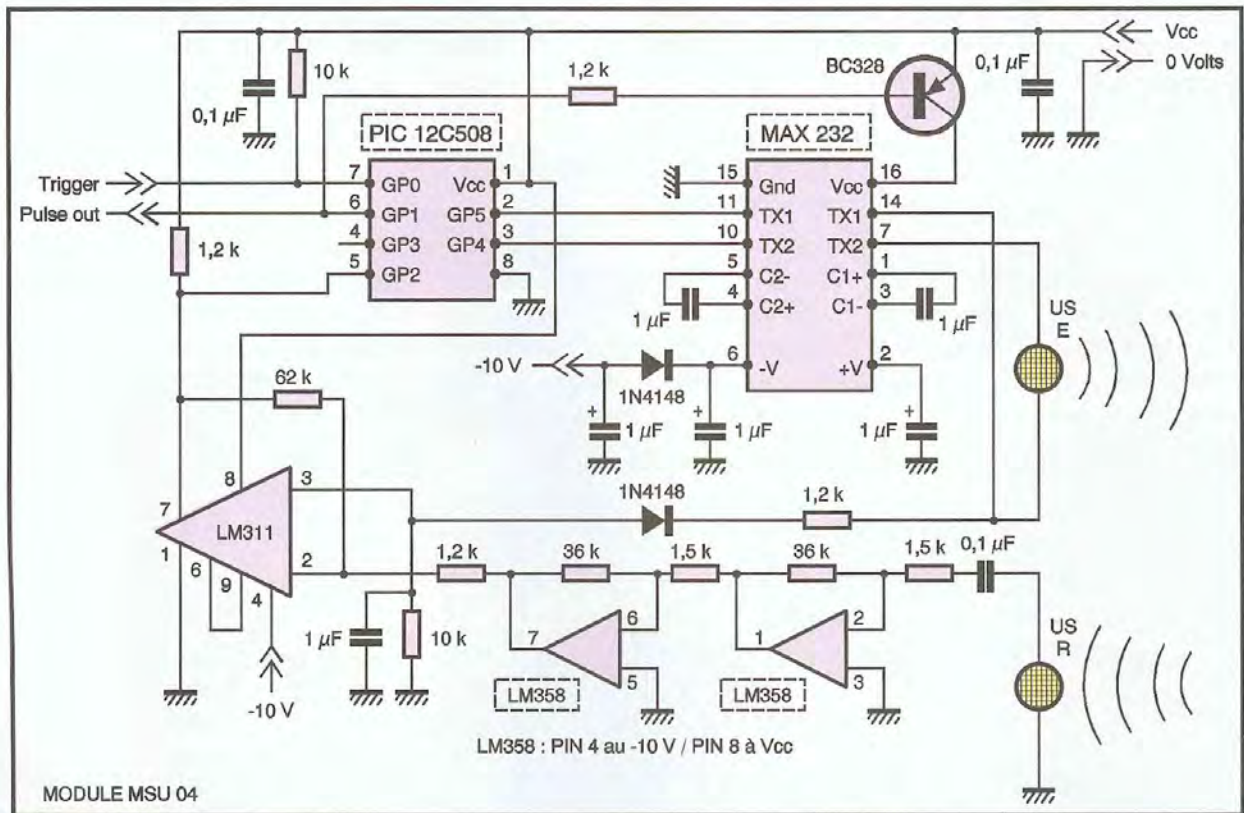 Vcc
0 Volts
BC328
0,1 µF
10 k
0,1 µF
1,2 k
PIC 12C508
MAX 232
Trigger
7 GP0 Vcc 1
15 Gnd Vcc 16
Pulse out
6 GP1 GP5 2
11 TX1 TX1 14
4 GP3 GP4 3
10 TX2 TX2 7
1,2 k
5 GP2 8
5 C2- C1+ 1
4 C2+ C1- 3
1 µF
1 µF
US
E
-10 V
6 -V +V 2
1N4148
62 k
1 µF
1 µF
1 µF
8
3
7
LM311
1N4148
1,2 k
1
6
9
4
2
1,2 k
36 k
1,5 k
36 k
1,5 k
0,1 µF
1 µF
10 k
7
6
5
1
2
3
US
R
LM358
LM358
-10 V
LM358 : PIN 4 au -10 V / PIN 8 à Vcc
MODULE MSU 04